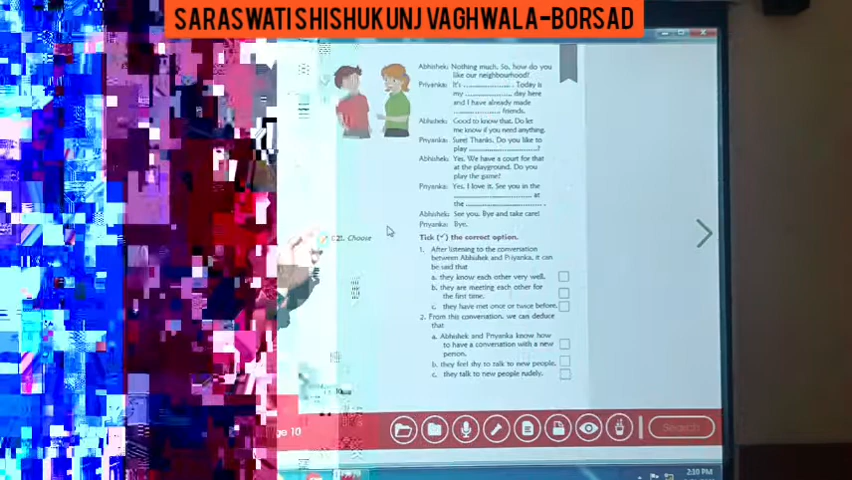 SARASWATI SHISHUKUNJ VAGHWALA-BORSAD
Abhishek: Nothing much. So, how do you
like our neighbourhood?
Priyanka: It's .................... . Today is
my .................... day here
and I have already made
.................... friends.
Abhishek: Good to know that. Do let
me know if you need anything.
Priyanka: Sure! Thanks. Do you like to
play ..............................?
Abhishek: Yes. We have a court for that
at the playground. Do you
play the game?
Priyanka: Yes, I love it. See you in the
.............................. at
the .............................. .
Abhishek: See you. Bye and take care!
Priyanka: Bye.
21. Choose
Tick (✓) the correct option.
1. After listening to the conversation
between Abhishek and Priyanka, it can
be said that
a. they know each other very well.
b. they are meeting each other for
the first time.
c. they have met once or twice before.
2. From this conversation, we can deduce
that
a. Abhishek and Priyanka know how
to have a conversation with a new
person.
b. they feel shy to talk to new people.
c. they talk to new people rudely.
10
Search
2:10 PM